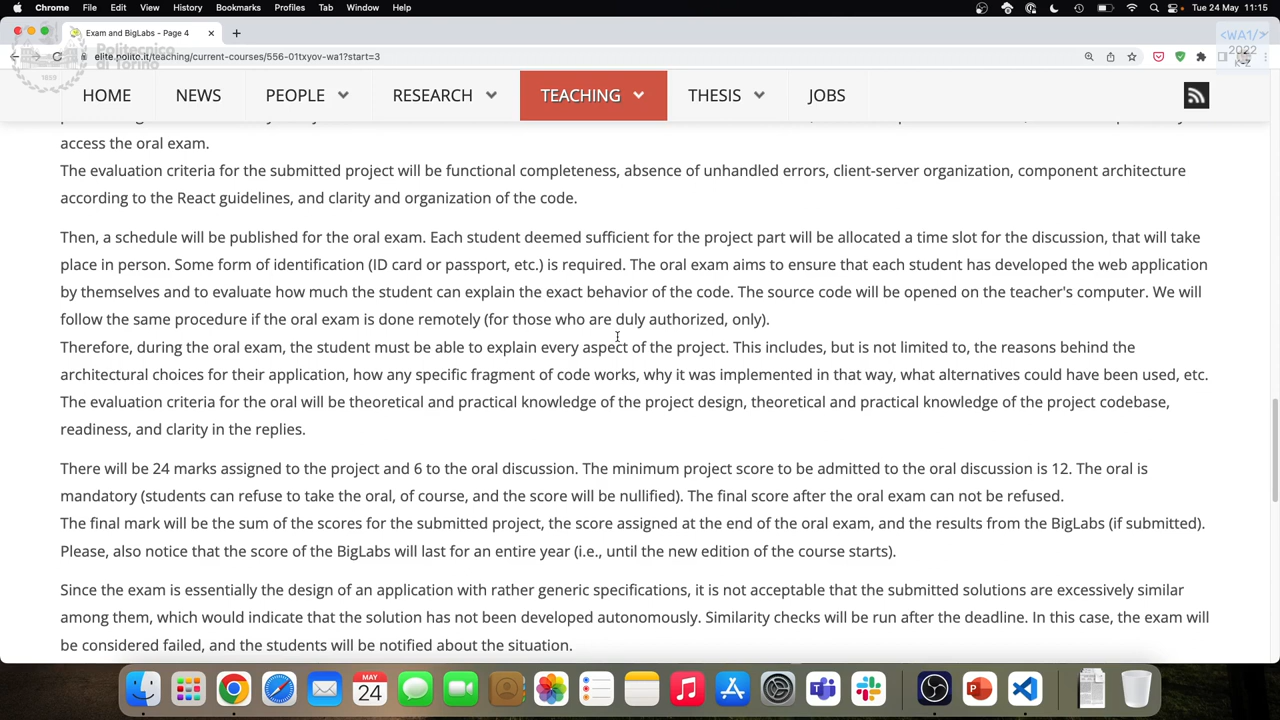 Chrome File Edit View History Bookmarks Profiles Tab Window Help Tue 24 May 11:15
Exam and BigLabs - Page 4
<WA1/>
2022
Politecnico
di Torino
1859
elite.polito.it/teaching/current-courses/556-01txyov-wa1?start=3
HOME NEWS PEOPLE RESEARCH TEACHING THESIS JOBS
access the oral exam.
The evaluation criteria for the submitted project will be functional completeness, absence of unhandled errors, client-server organization, component architecture
according to the React guidelines, and clarity and organization of the code.
Then, a schedule will be published for the oral exam. Each student deemed sufficient for the project part will be allocated a time slot for the discussion, that will take
place in person. Some form of identification (ID card or passport, etc.) is required. The oral exam aims to ensure that each student has developed the web application
by themselves and to evaluate how much the student can explain the exact behavior of the code. The source code will be opened on the teacher's computer. We will
follow the same procedure if the oral exam is done remotely (for those who are duly authorized, only).
Therefore, during the oral exam, the student must be able to explain every aspect of the project. This includes, but is not limited to, the reasons behind the
architectural choices for their application, how any specific fragment of code works, why it was implemented in that way, what alternatives could have been used, etc.
The evaluation criteria for the oral will be theoretical and practical knowledge of the project design, theoretical and practical knowledge of the project codebase,
readiness, and clarity in the replies.
There will be 24 marks assigned to the project and 6 to the oral discussion. The minimum project score to be admitted to the oral discussion is 12. The oral is
mandatory (students can refuse to take the oral, of course, and the score will be nullified). The final score after the oral exam can not be refused.
The final mark will be the sum of the scores for the submitted project, the score assigned at the end of the oral exam, and the results from the BigLabs (if submitted).
Please, also notice that the score of the BigLabs will last for an entire year (i.e., until the new edition of the course starts).
Since the exam is essentially the design of an application with rather generic specifications, it is not acceptable that the submitted solutions are excessively similar
among them, which would indicate that the solution has not been developed autonomously. Similarity checks will be run after the deadline. In this case, the exam will
be considered failed, and the students will be notified about the situation.
MAY
24